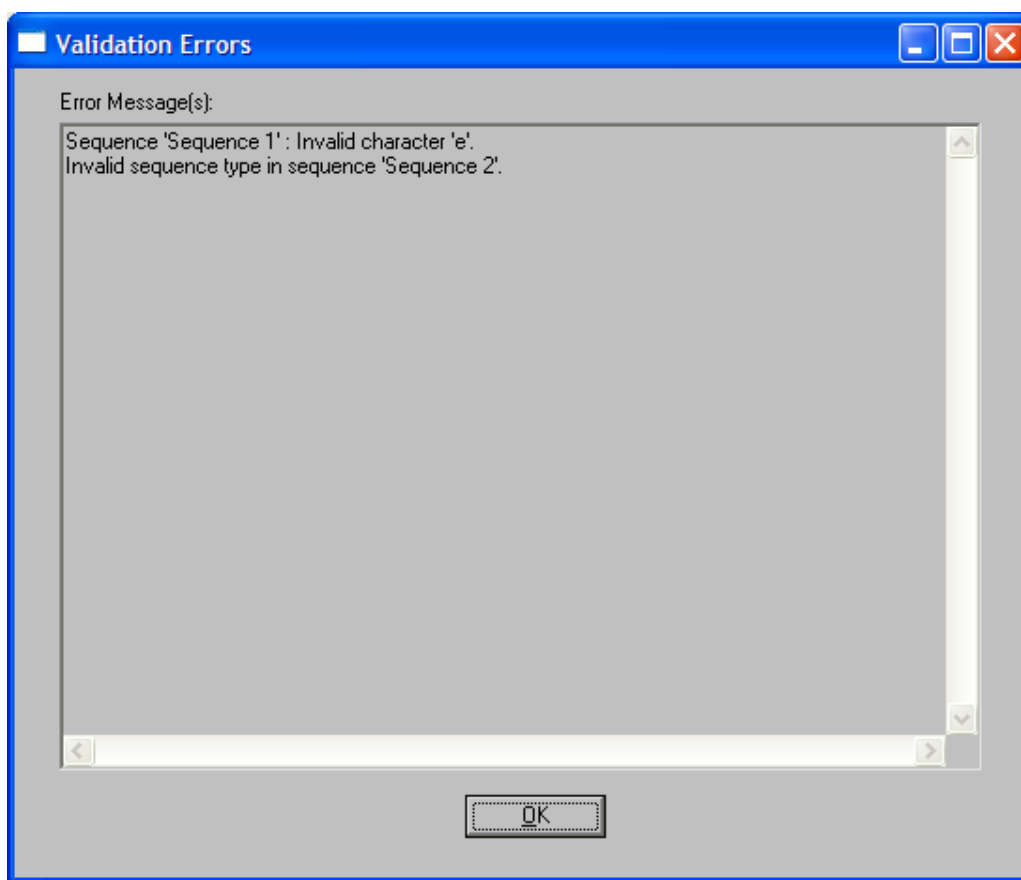 Validation Errors
Error Message(s):
Sequence 'Sequence 1' : Invalid character 'e'.
Invalid sequence type in sequence 'Sequence 2'.
OK